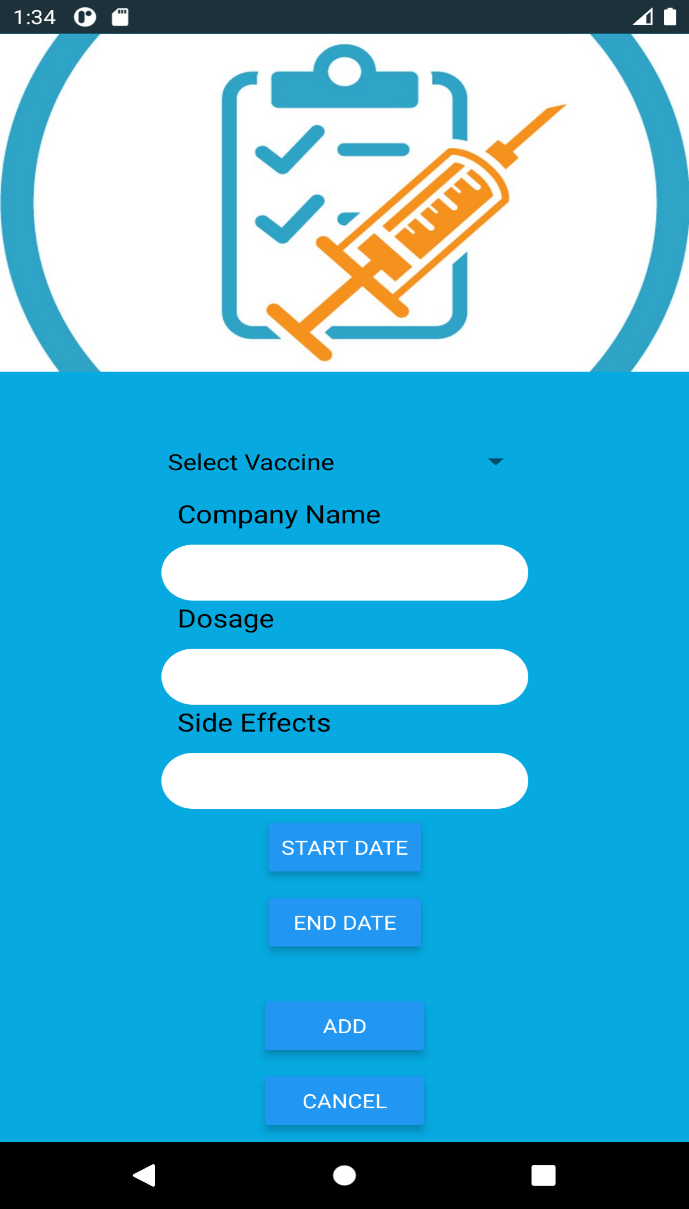 1:34
Select Vaccine
Company Name
Dosage
Side Effects
START DATE
END DATE
ADD
CANCEL